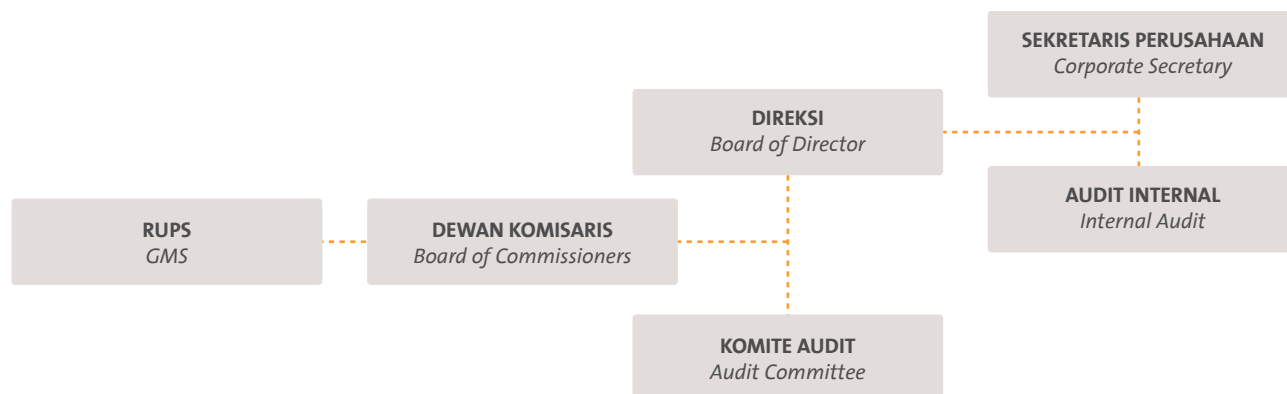 SEKRETARIS PERUSAHAAN
Corporate Secretary
DIREKSI
Board of Director
AUDIT INTERNAL
Internal Audit
RUPS
GMS
DEWAN KOMISARIS
Board of Commissioners
KOMITE AUDIT
Audit Committee